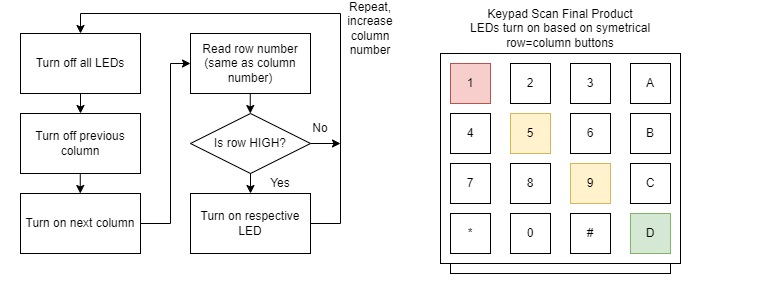 Repeat,
increase
column
number
Turn off all LEDs
Turn off previous
column
Turn on next column
Read row number
(same as column
number)
Is row HIGH?
No
Yes
Turn on respective
LED
Keypad Scan Final Product
LEDs turn on based on symetrical
row=column buttons
1 2 3 A
4 5 6 B
7 8 9 C
* 0 # D